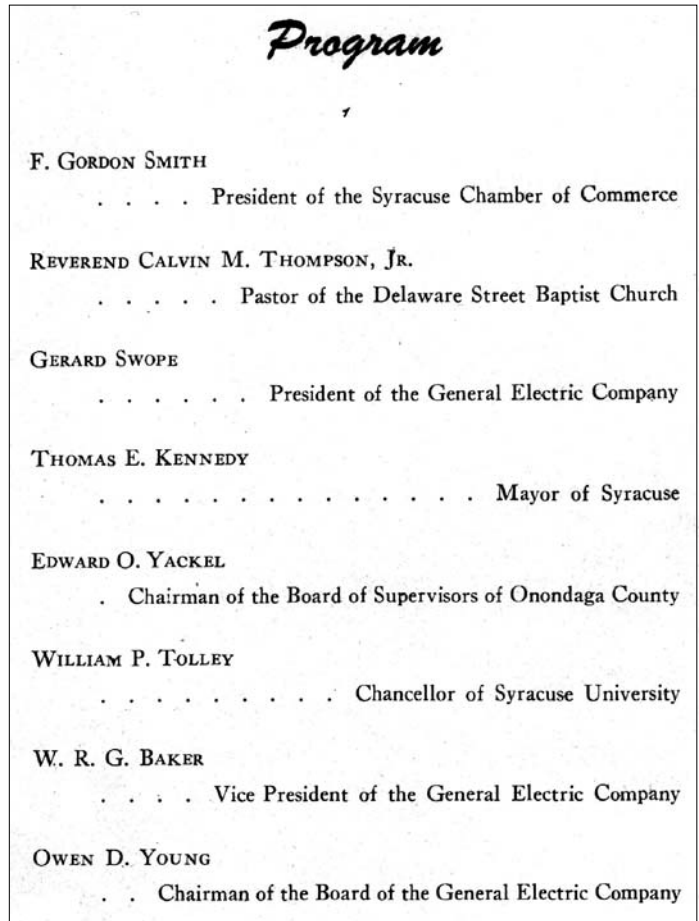 Program
F. Gordon Smith
. . . . President of the Syracuse Chamber of Commerce
Reverend Calvin M. Thompson, Jr.
. . . . . Pastor of the Delaware Street Baptist Church
Gerard Swope
. . . . . . President of the General Electric Company
Thomas E. Kennedy
. . . . . . . . . . . . . . Mayor of Syracuse
Edward O. Yackel
. Chairman of the Board of Supervisors of Onondaga County
William P. Tolley
. . . . . . . . . Chancellor of Syracuse University
W. R. G. Baker
. . . . Vice President of the General Electric Company
Owen D. Young
. . Chairman of the Board of the General Electric Company